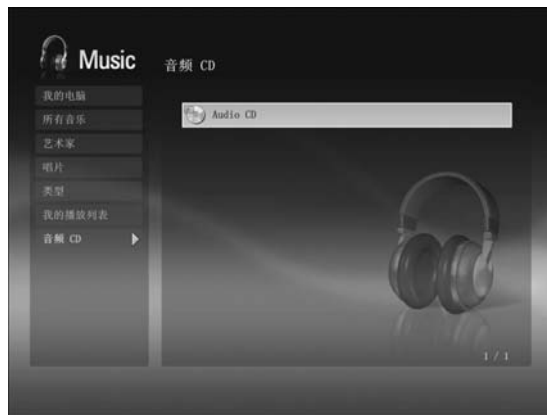 Music
音频 CD
我的电脑
所有音乐
艺术家
唱片
类型
我的播放列表
音频 CD
Audio CD
1 / 1